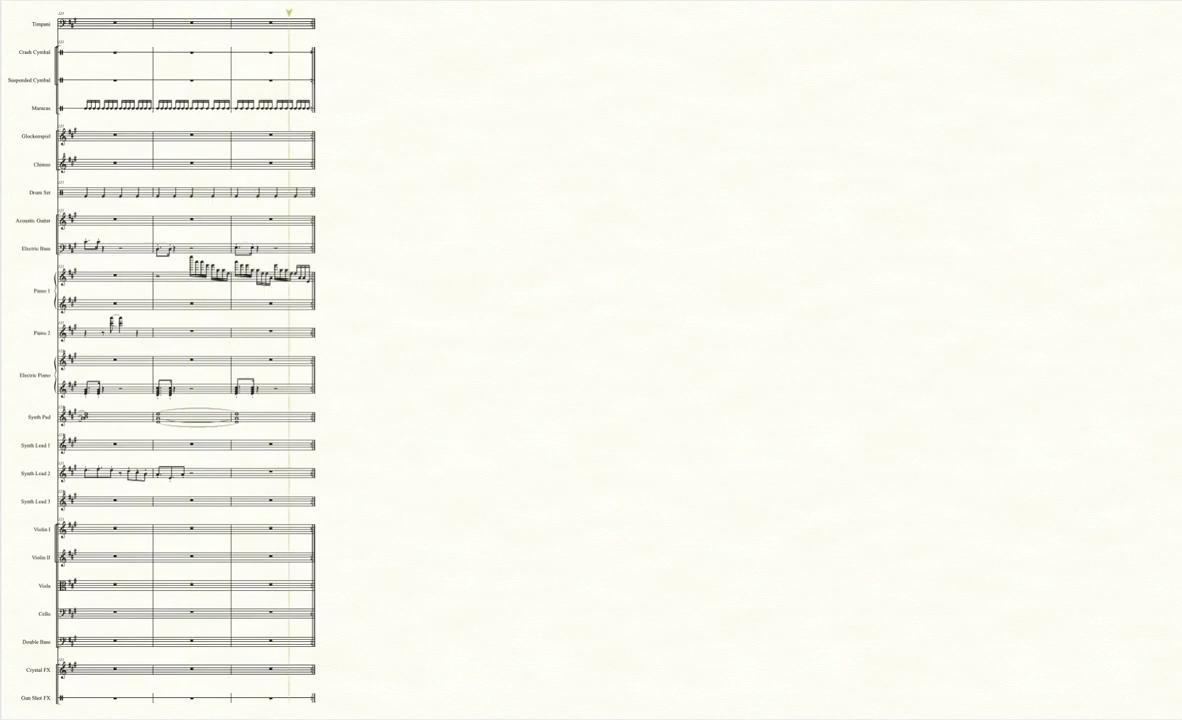 Timpani
Crash Cymbal
Suspended Cymbal
Maracas
Glockenspiel
Chimes
Drum Set
Acoustic Guitar
Electric Bass
Piano 1
Piano 2
Electric Piano
Synth Pad
Synth Lead 1
Synth Lead 2
Synth Lead 3
Violin I
Violin II
Viola
Cello
Double Bass
Crystal FX
Gun Shot FX